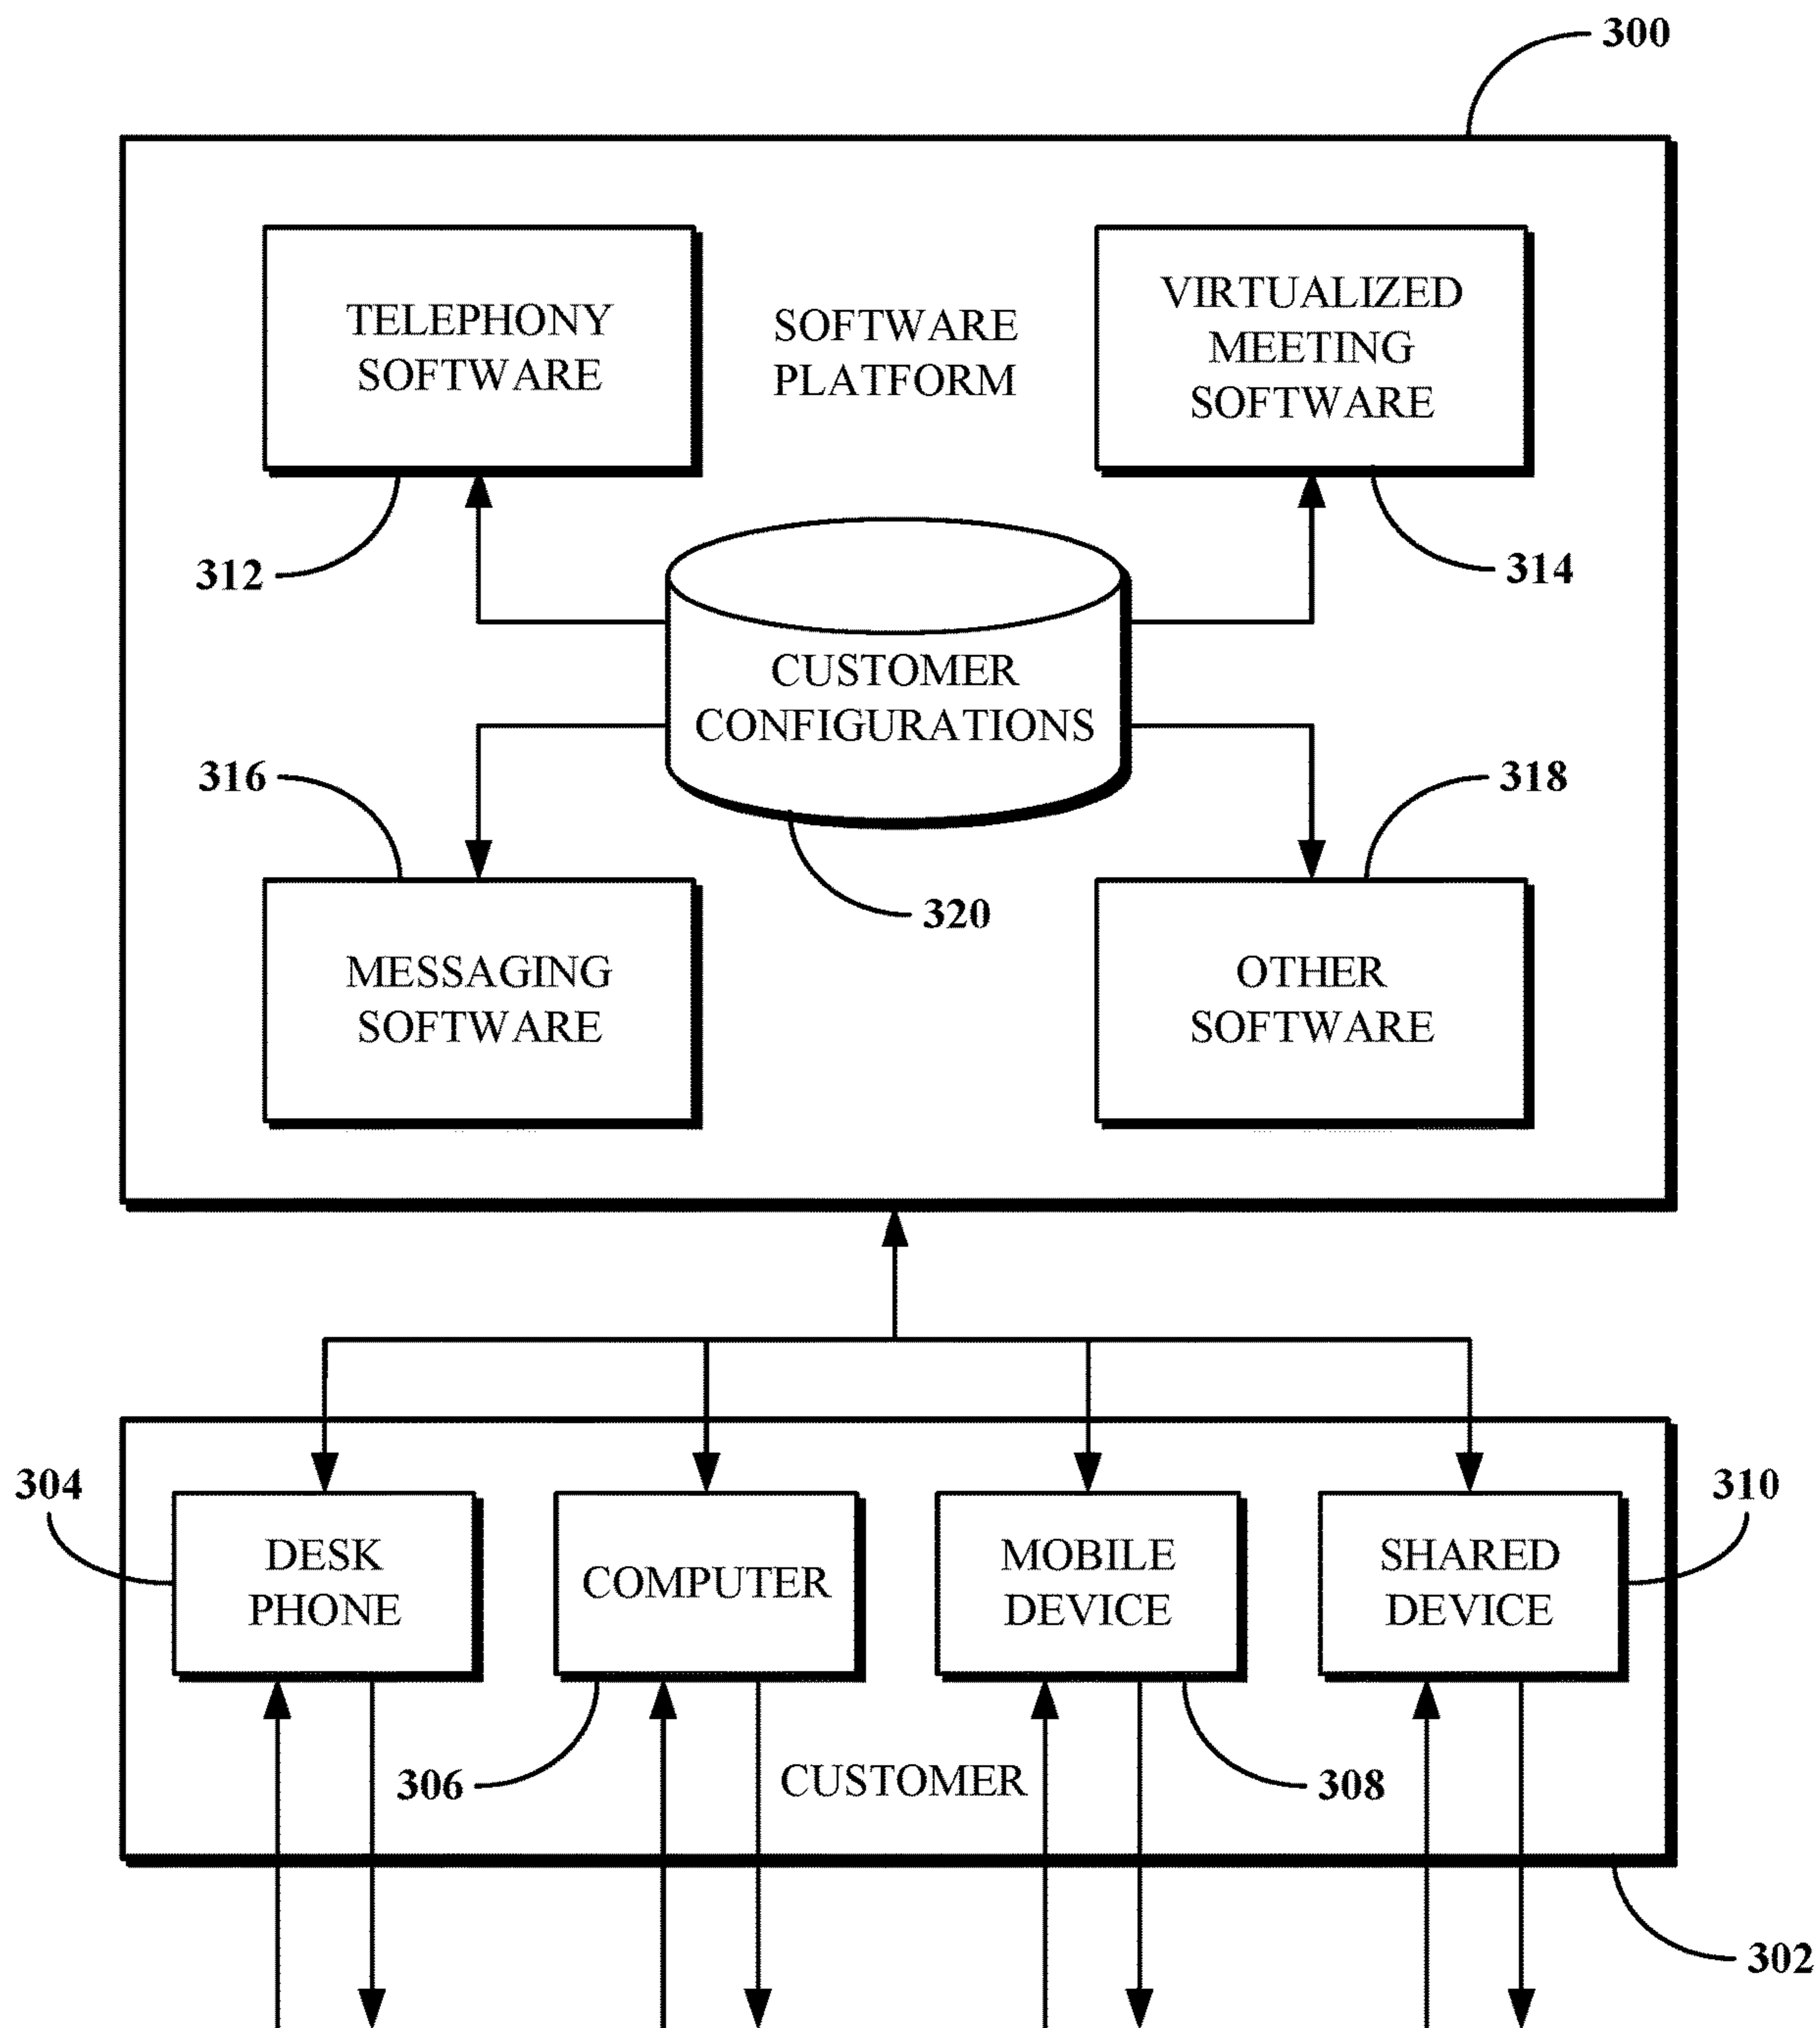 300
TELEPHONY
SOFTWARE
SOFTWARE
PLATFORM
VIRTUALIZED
MEETING
SOFTWARE
312
314
CUSTOMER
CONFIGURATIONS
316
318
320
MESSAGING
SOFTWARE
OTHER
SOFTWARE
304
310
DESK
PHONE
COMPUTER
MOBILE
DEVICE
SHARED
DEVICE
306
CUSTOMER
308
302